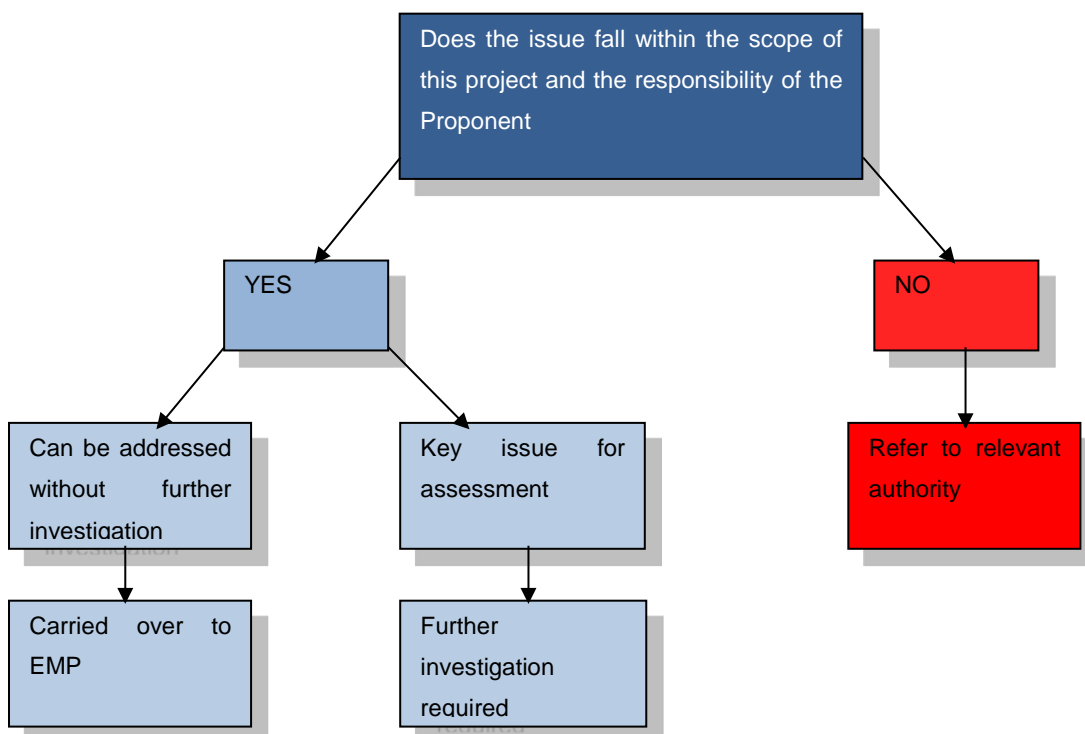 Does the issue fall within the scope of
this project and the responsibility of the
Proponent
YES
NO
Can be addressed
without further
investigation
Key issue for
assessment
Refer to relevant
authority
Carried over to
EMP
Further
investigation
required